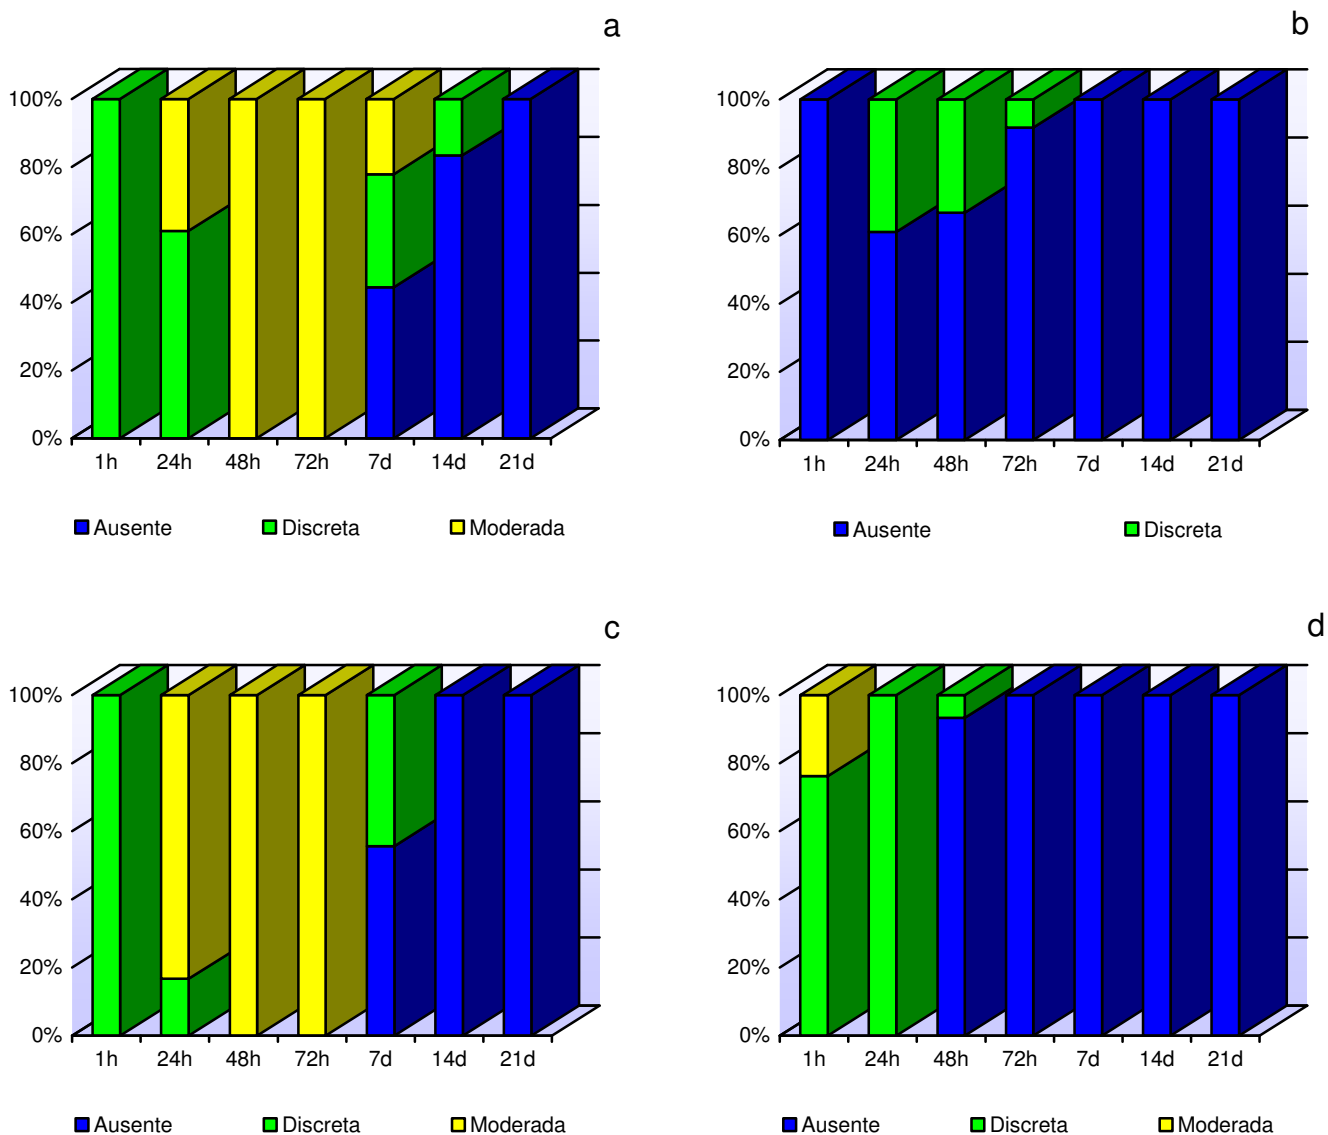 a
100%
80%
60%
40%
20%
0%
1h 24h 48h 72h 7d 14d 21d
Ausente Discreta Moderada
b
100%
80%
60%
40%
20%
0%
1h 24h 48h 72h 7d 14d 21d
Ausente Discreta
c
100%
80%
60%
40%
20%
0%
1h 24h 48h 72h 7d 14d 21d
Ausente Discreta Moderada
d
100%
80%
60%
40%
20%
0%
1h 24h 48h 72h 7d 14d 21d
Ausente Discreta Moderada